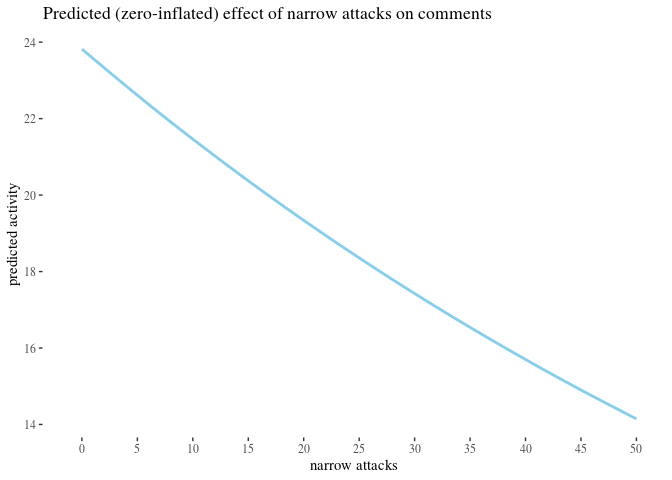 Predicted (zero-inflated) effect of narrow attacks on comments
24
22
20
18
16
14
predicted activity
0 5 10 15 20 25 30 35 40 45 50
narrow attacks